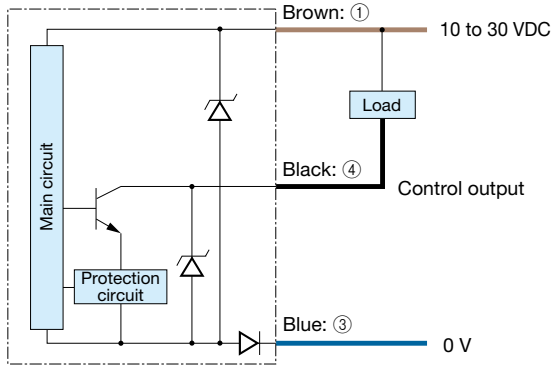 Brown: ①
10 to 30 VDC
Load
Main circuit
Black: ④
Control output
Protection
circuit
Blue: ③
0 V